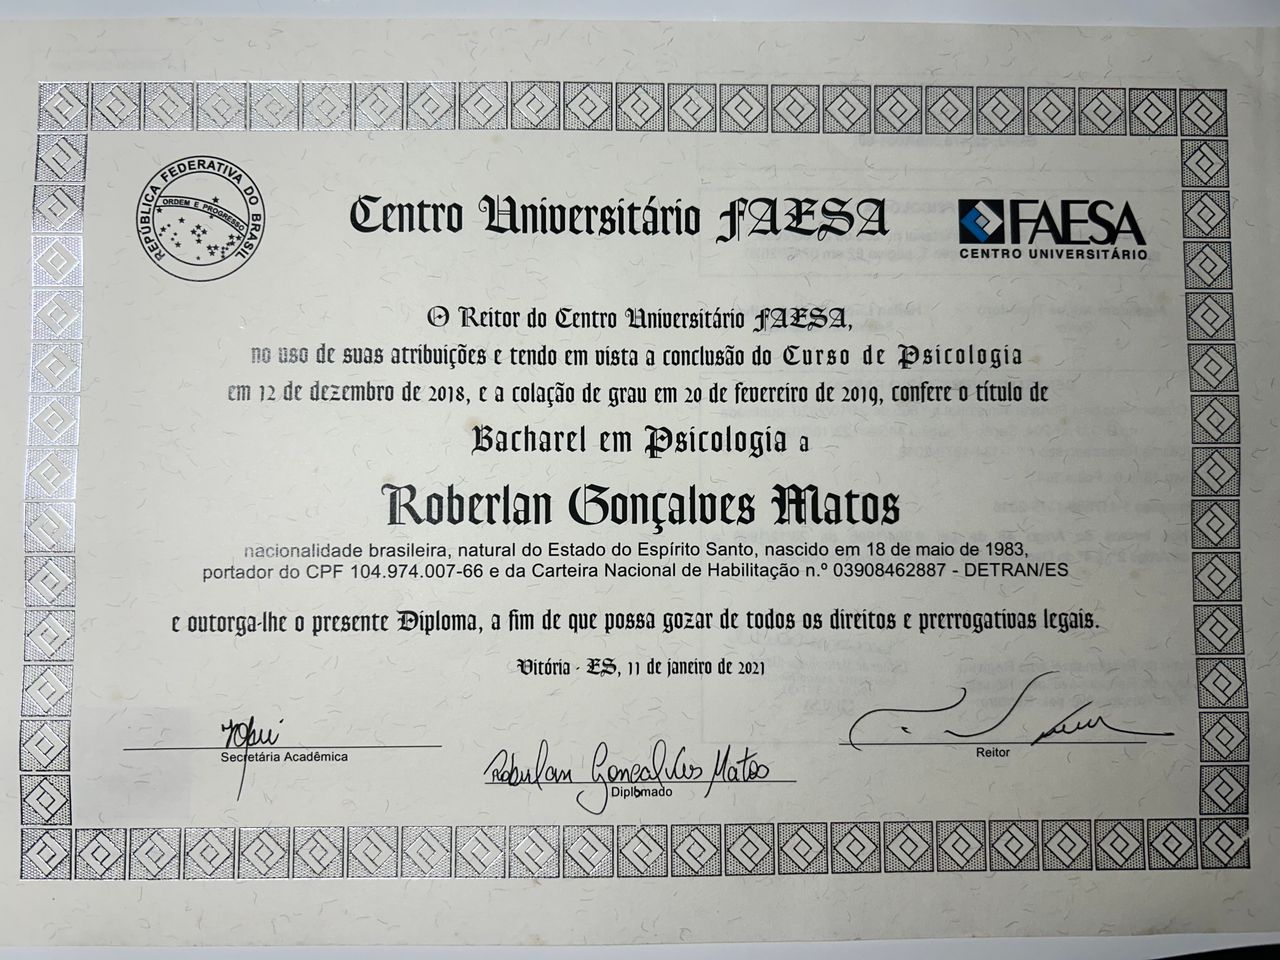 REPÚBLICA FEDERATIVA DO BRASIL
ORDEM E PROGRESSO
Centro Universitário FAESA
FAESA
CENTRO UNIVERSITÁRIO
O Reitor do Centro Universitário FAESA,
no uso de suas atribuições e tendo em vista a conclusão do Curso de Psicologia
em 12 de dezembro de 2018, e a colação de grau em 20 de fevereiro de 2019, confere o título de
Bacharel em Psicologia a
Roberlan Gonçalves Matos
nacionalidade brasileira, natural do Estado do Espírito Santo, nascido em 18 de maio de 1983,
portador do CPF 104.974.007-66 e da Carteira Nacional de Habilitação n.º 03908462887 - DETRAN/ES
e outorga-lhe o presente Diploma, a fim de que possa gozar de todos os direitos e prerrogativas legais.
Vitória - ES, 11 de janeiro de 2021
Secretária Acadêmica
Roberlan Gonçalves Matos
Diplomado
Reitor